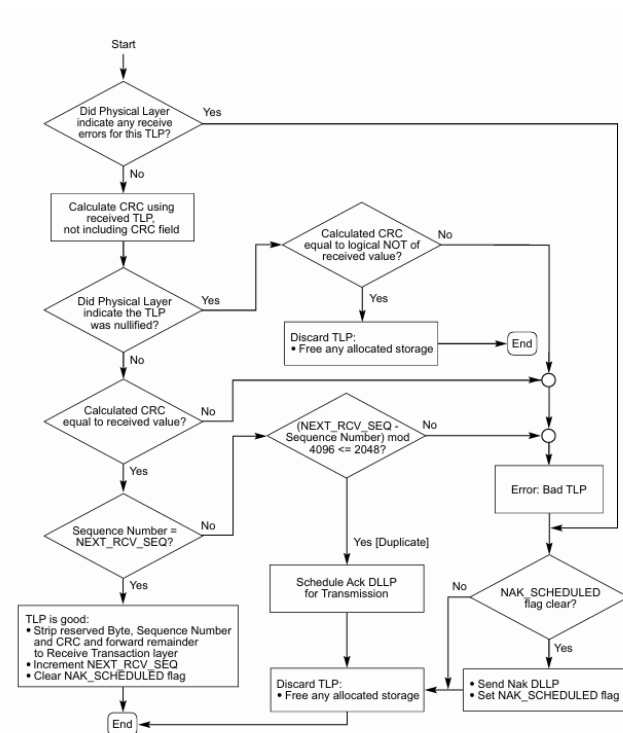 Start
Did Physical Layer
indicate any receive
errors for this TLP?
Yes
No
Calculate CRC using
received TLP,
not including CRC field
Calculated CRC
equal to logical NOT of
received value?
No
Yes
Did Physical Layer
indicate the TLP
was nullified?
Yes
No
Discard TLP:
• Free any allocated storage
End
Calculated CRC
equal to received value?
No
Yes
(NEXT_RCV_SEQ -
Sequence Number) mod
4096 <= 2048?
No
Yes [Duplicate]
Error: Bad TLP
Sequence Number =
NEXT_RCV_SEQ?
No
Yes
Schedule Ack DLLP
for Transmission
NAK_SCHEDULED
flag clear?
No
Yes
TLP is good:
• Strip reserved Byte, Sequence Number
and CRC and forward remainder
to Receive Transaction layer
• Increment NEXT_RCV_SEQ
• Clear NAK_SCHEDULED flag
Discard TLP:
• Free any allocated storage
• Send Nak DLLP
• Set NAK_SCHEDULED flag
End